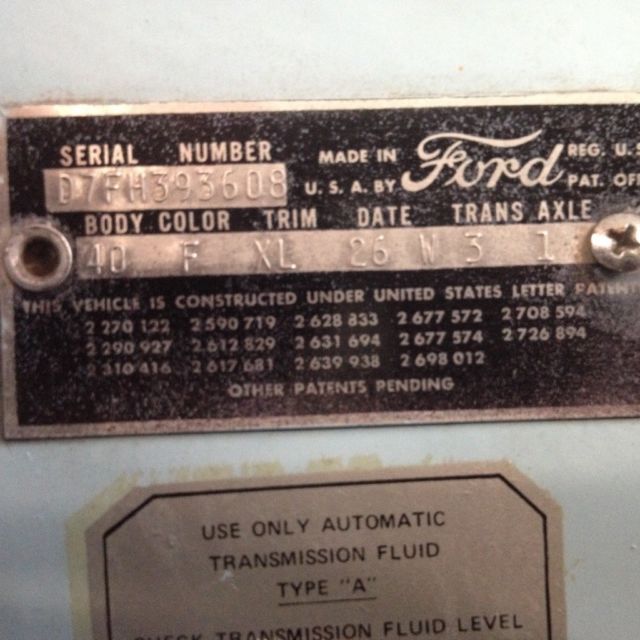 SERIAL NUMBER
MADE IN Ford REG. U.S.
D7FH393608
U.S.A. BY PAT. OFF
BODY COLOR TRIM DATE TRANS AXLE
40 F XL 26 W 3 1
THIS VEHICLE IS CONSTRUCTED UNDER UNITED STATES LETTER
2 270 122 2 590 719 2 628 833 2 677 572 2 708 594
2 290 927 2 612 829 2 631 694 2 677 574 2 726 894
2 310 416 2 617 681 2 639 938 2 698 012
OTHER PATENTS PENDING
USE ONLY AUTOMATIC
TRANSMISSION FLUID
TYPE "A"
CHECK TRANSMISSION FLUID LEVEL